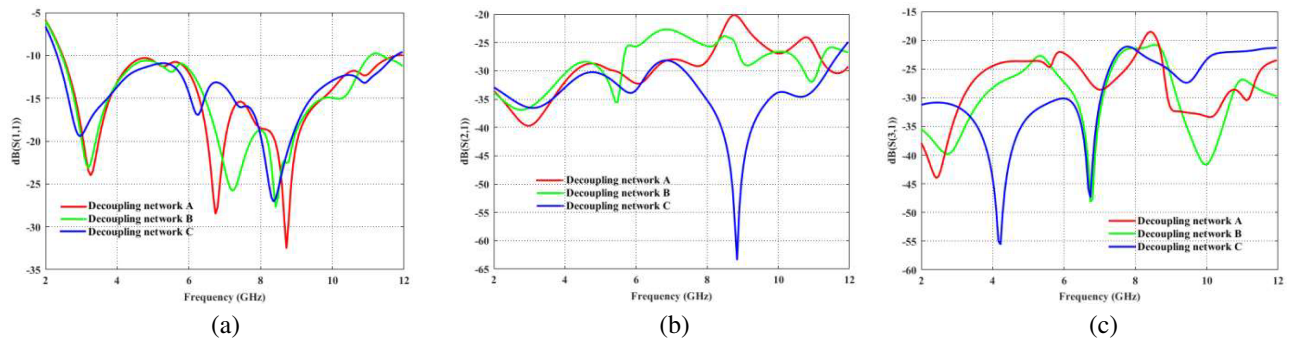 -5
-10
-15
-20
-25
-30
-35
dB(S(1,1))
Decoupling network A
Decoupling network B
Decoupling network C
2 4 6 8 10 12
Frequency (GHz)
(a)
-20
-25
-30
-35
-40
-45
-50
-55
-60
-65
dB(S(2,1))
Decoupling network A
Decoupling network B
Decoupling network C
2 4 6 8 10 12
Frequency (GHz)
(b)
-15
-20
-25
-30
-35
-40
-45
-50
-55
-60
dB(S(3,1))
Decoupling network A
Decoupling network B
Decoupling network C
2 4 6 8 10 12
Frequency (GHz)
(c)